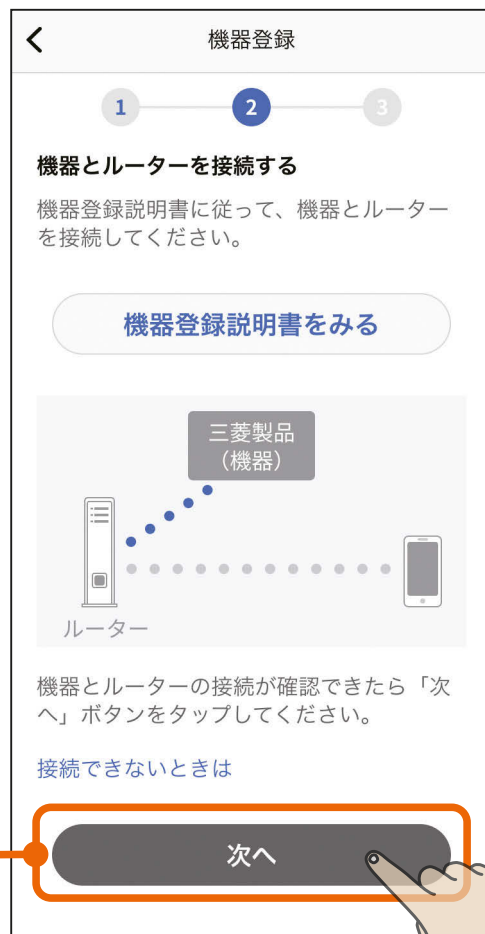 機器登録
1 2 3
機器とルーターを接続する
機器登録説明書に従って、機器とルーター
を接続してください。
機器登録説明書をみる
三菱製品
（機器）
ルーター
機器とルーターの接続が確認できたら「次
へ」ボタンをタップしてください。
接続できないときは
次へ